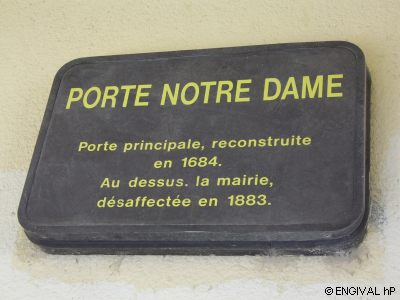 PORTE NOTRE DAME
Porte principale, reconstruite
en 1684.
Au dessus. la mairie,
désaffectée en 1883.
© ENGIVAL hP